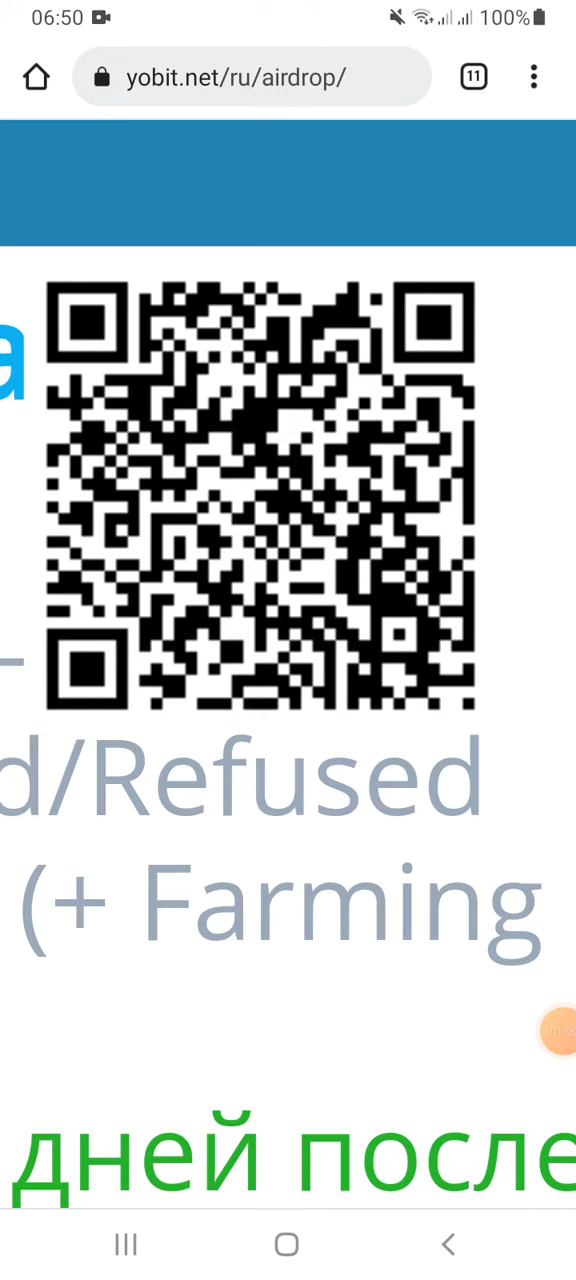 06:50 100%
yobit.net/ru/airdrop/ 11
a
d/Refused
(+ Farming
дней после